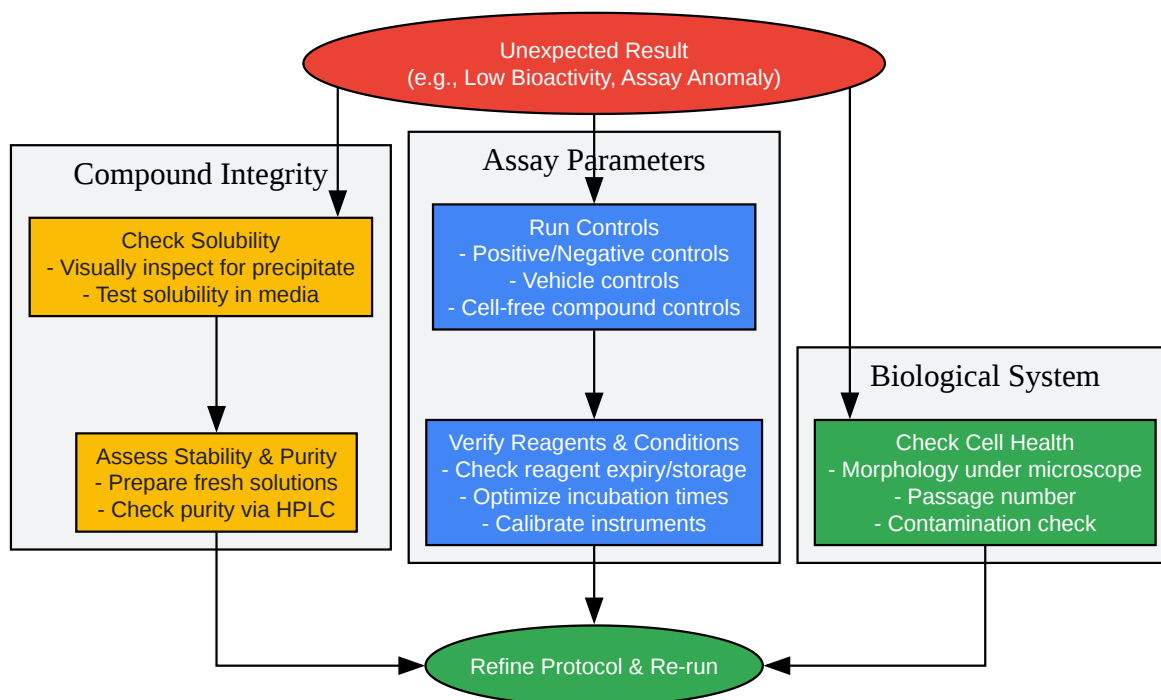 Unexpected Result
(e.g., Low Bioactivity, Assay Anomaly)
Compound Integrity
Check Solubility
- Visually inspect for precipitate
- Test solubility in media
Assess Stability & Purity
- Prepare fresh solutions
- Check purity via HPLC
Assay Parameters
Run Controls
- Positive/Negative controls
- Vehicle controls
- Cell-free compound controls
Verify Reagents & Conditions
- Check reagent expiry/storage
- Optimize incubation times
- Calibrate instruments
Biological System
Check Cell Health
- Morphology under microscope
- Passage number
- Contamination check
Refine Protocol & Re-run